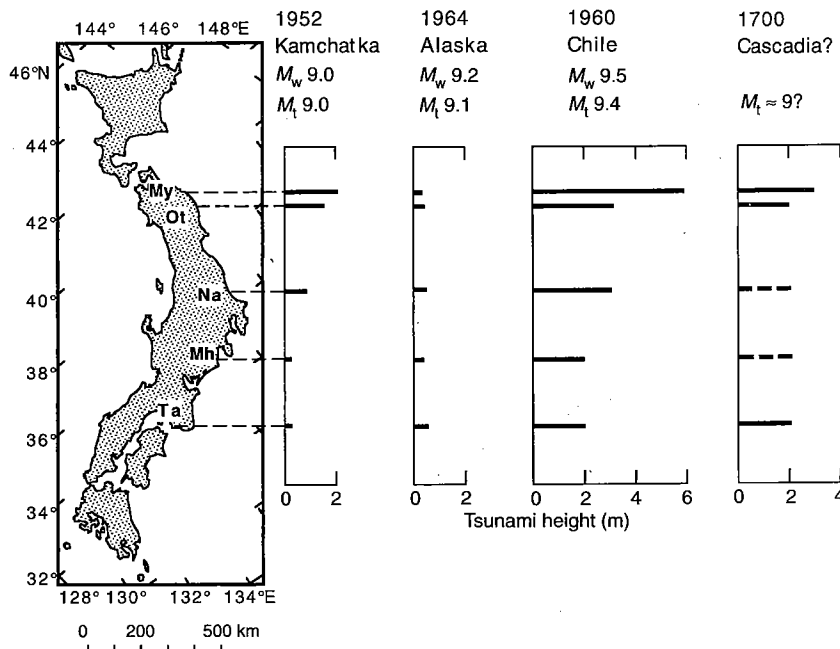 144° 146° 148°E
46°N
44°
42°
40°
38°
36°
34°
32°
128° 130° 132° 134°E
0 200 500 km
My
Ot
Na
Mh
Ta
1952
Kamchatka
Mw 9.0
Mt 9.0
0 2
1964
Alaska
Mw 9.2
Mt 9.1
0 2
1960
Chile
Mw 9.5
Mt 9.4
0 2 4 6
1700
Cascadia?
Mt ≈ 9?
0 2 4
Tsunami height (m)